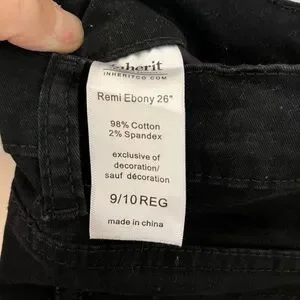 inherit
INHERITCO.COM
Remi Ebony 26"
98% Cotton
2% Spandex
exclusive of
decoration/
sauf décoration
9/10 REG
made in china